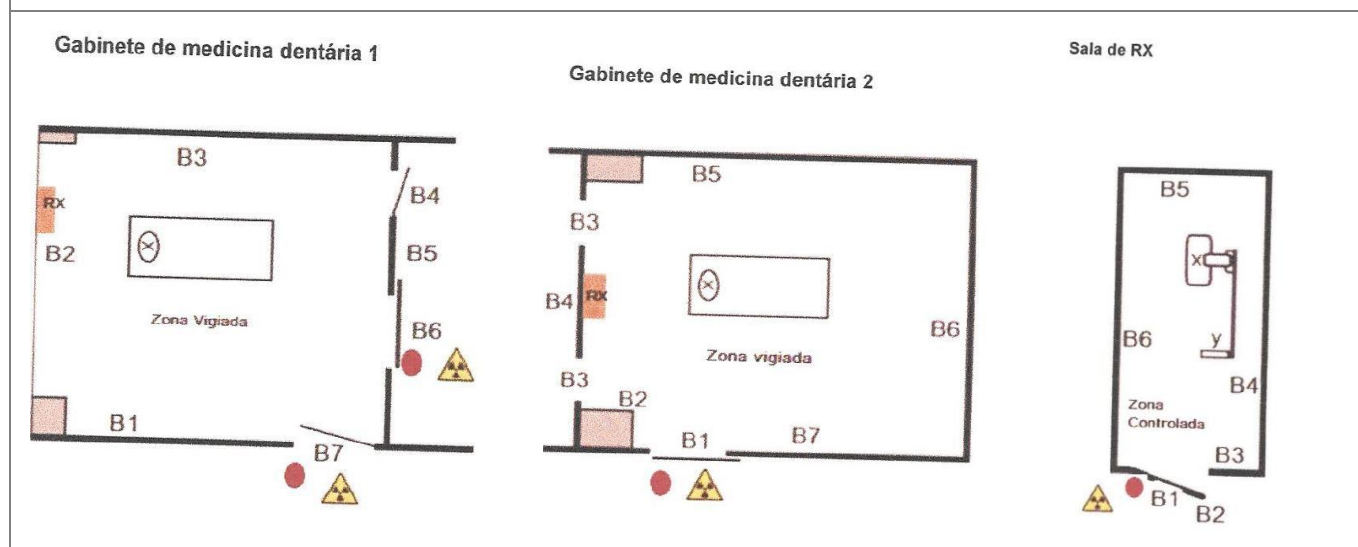 Gabinete de medicina dentária 1
B3
RX
B4
B2
B5
Zona Vigiada
B6
B1
B7
Gabinete de medicina dentária 2
B5
B3
B4
RX
B6
Zona vigiada
B3
B2
B1
B7
Sala de RX
B5
X
B6
y
B4
Zona
Controlada
B3
B1
B2